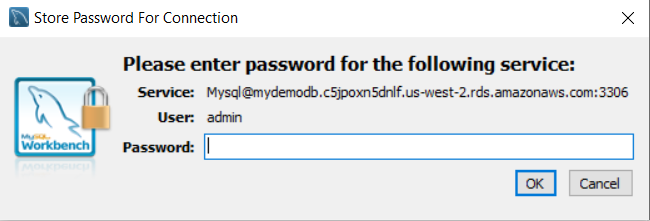 Store Password For Connection
Please enter password for the following service:
Service: Mysql@mydemodb.c5jpoxn5dnlf.us-west-2.rds.amazonaws.com:3306
User: admin
MySQL
Workbench
Password:
OK Cancel